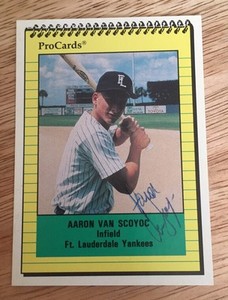 ProCards®
AARON VAN SCOYOC
Infield
Ft. Lauderdale Yankees